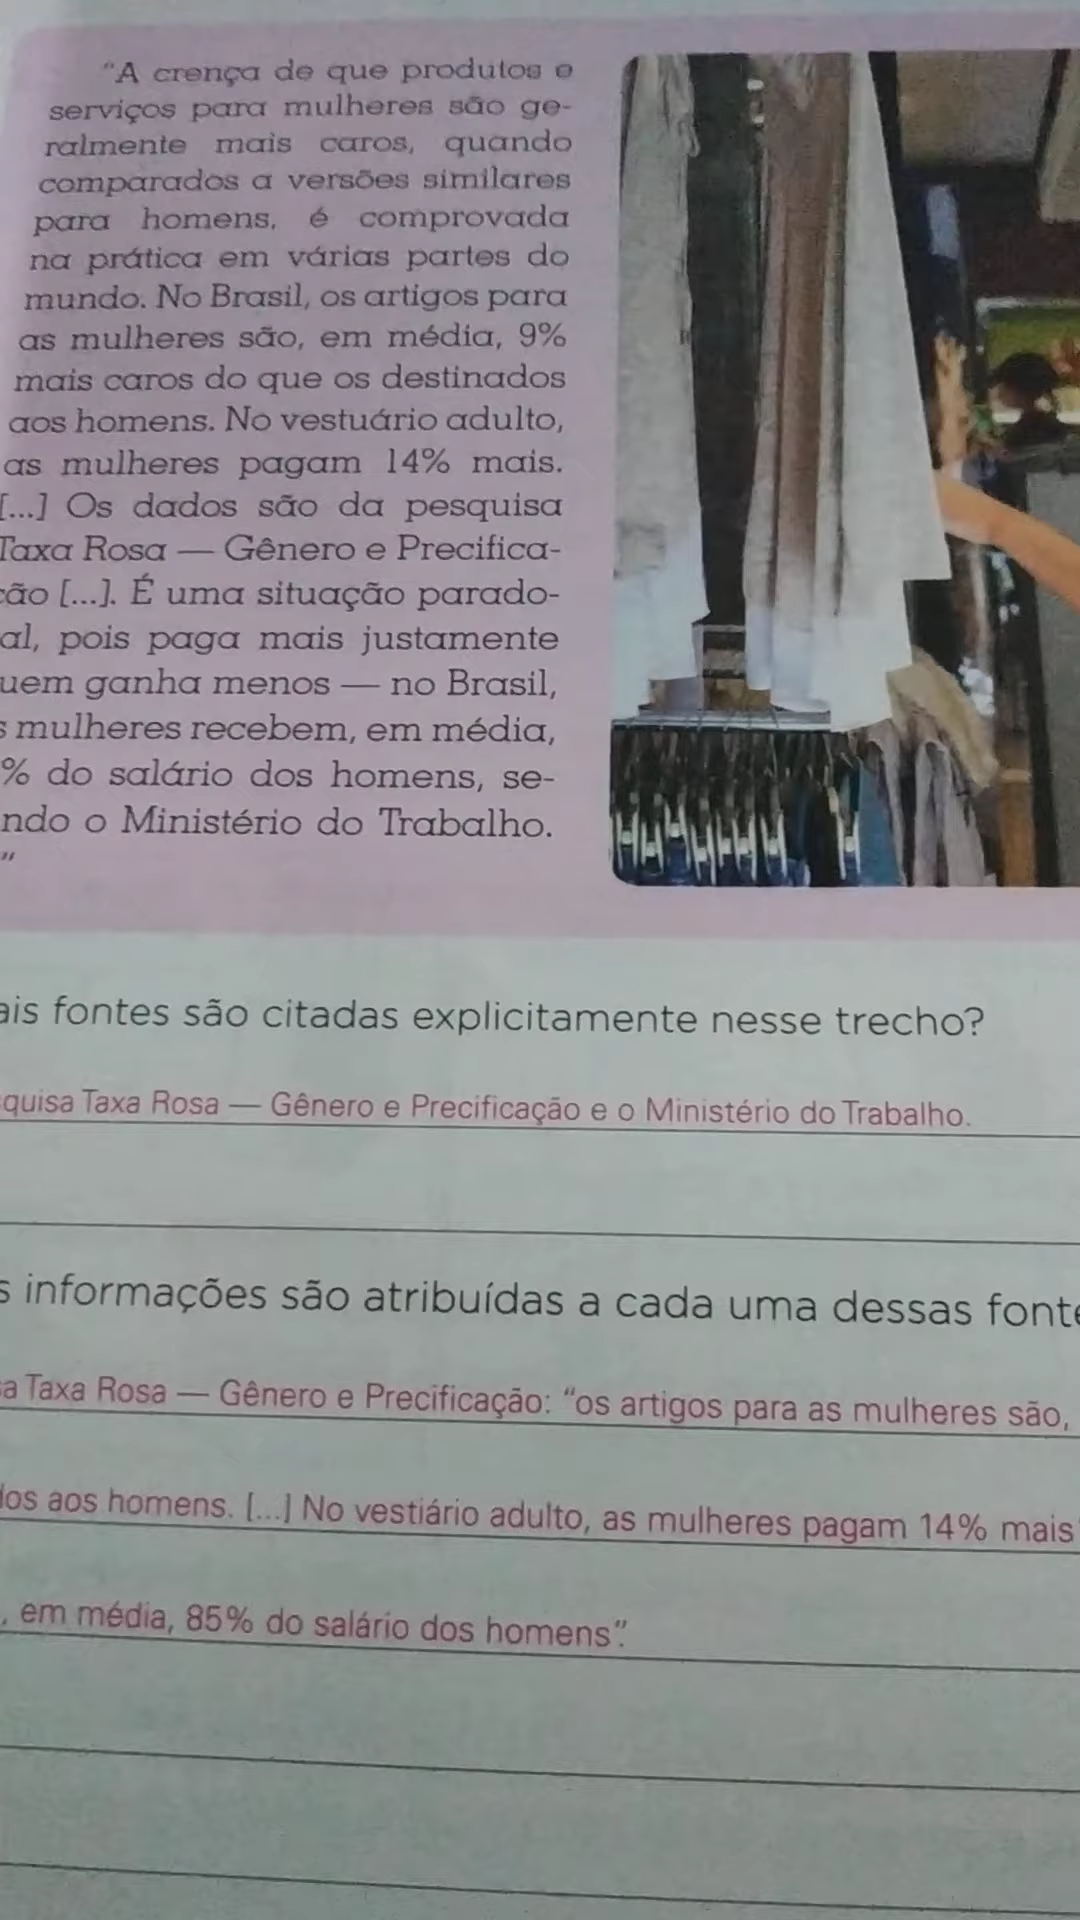 "A crença de que produtos e
serviços para mulheres são ge-
ralmente mais caros, quando
comparados a versões similares
para homens, é comprovada
na prática em várias partes do
mundo. No Brasil, os artigos para
as mulheres são, em média, 9%
mais caros do que os destinados
aos homens. No vestuário adulto,
as mulheres pagam 14% mais.
[...] Os dados são da pesquisa
Taxa Rosa — Gênero e Precifica-
ção [...]. É uma situação parado-
al, pois paga mais justamente
uem ganha menos — no Brasil,
s mulheres recebem, em média,
% do salário dos homens, se-
ndo o Ministério do Trabalho.
"
ais fontes são citadas explicitamente nesse trecho?
squisa Taxa Rosa — Gênero e Precificação e o Ministério do Trabalho.
s informações são atribuídas a cada uma dessas fonte
sa Taxa Rosa — Gênero e Precificação: "os artigos para as mulheres são,
dos aos homens. [...] No vestiário adulto, as mulheres pagam 14% mais"
, em média, 85% do salário dos homens".